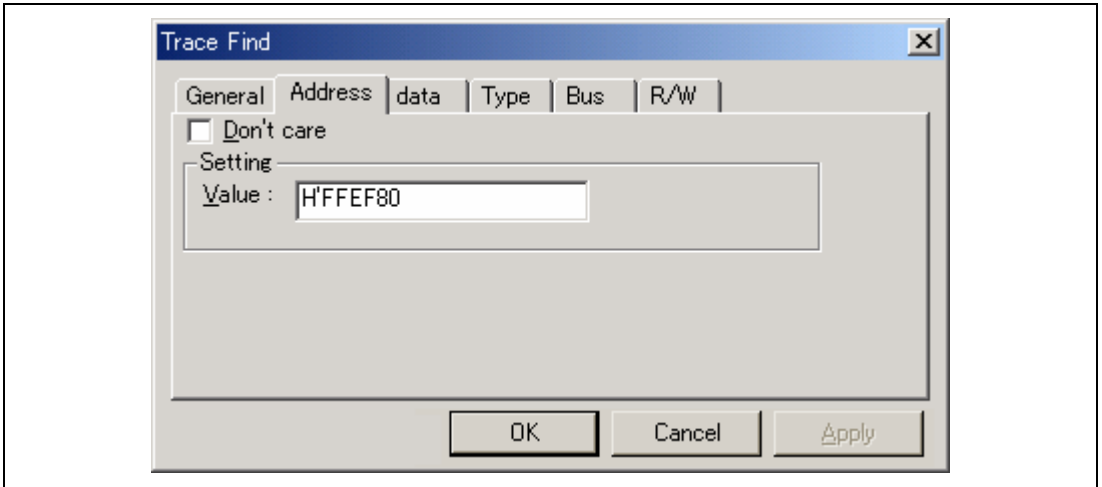 Trace Find
General Address data Type Bus R/W
Don't care
Setting
Value : H'FFEF80
OK Cancel Apply